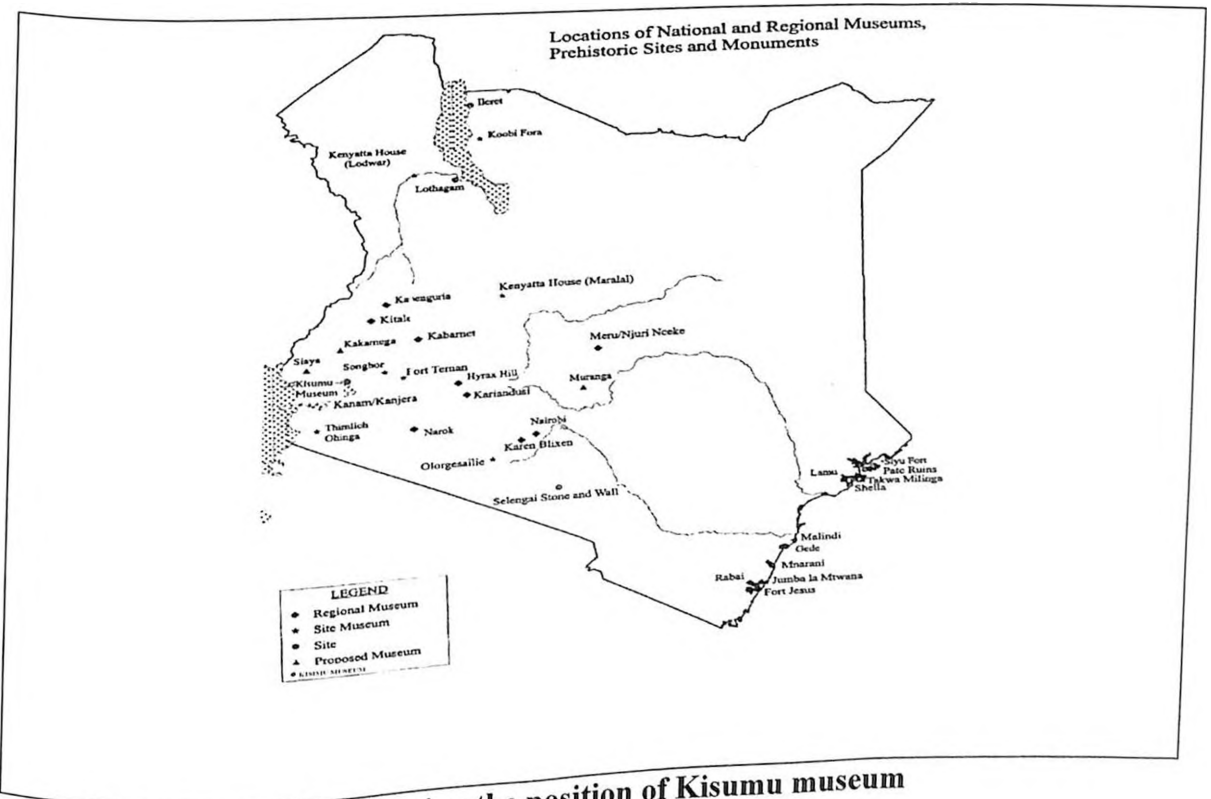 Locations of National and Regional Museums,
Prehistoric Sites and Monuments
Ileret
Koobi Fora
Kenyatta House
(Lodwar)
Lothagam
Kenyatta House (Maralal)
Kitale
Kabarnet
Meru/Njuri Nceke
Kakamega
Siaya
Songhor
Fort Ternan
Hyrax Hill
Muranga
Kisumu
Museum
Kariandusi
Kanam/Kanjera
Thimlich
Ohinga
Narok
Nairobi
Karen Blixen
Olorgesailie
Selengai Stone and Wall
Lamu
Siyu Fort
Pate Ruins
Takwa Milinga
Shella
Malindi
Gede
Mnarani
Rabai
Jumba la Mtwana
Fort Jesus
LEGEND
Regional Museum
Site Museum
Site
Proposed Museum
KISUMU MUSEUM
the position of Kisumu museum